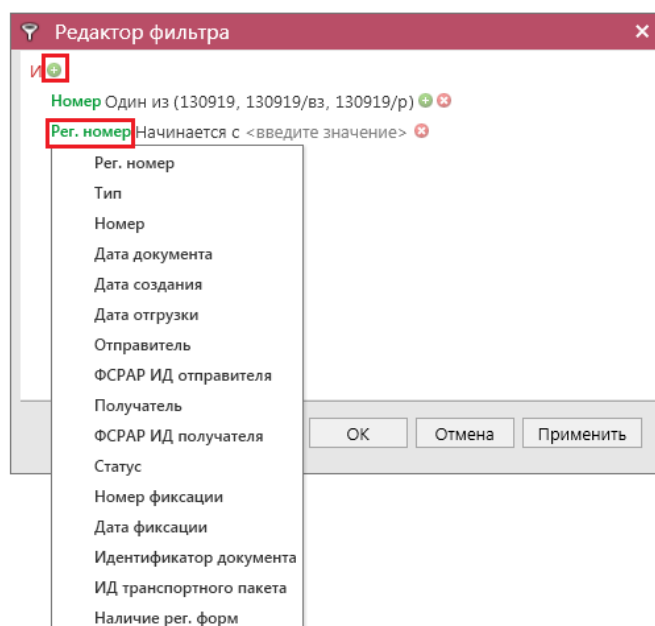 Редактор фильтра
И
Номер Один из (130919, 130919/вз, 130919/р)
Рег. номер Начинается с <введите значение>
Рег. номер
Тип
Номер
Дата документа
Дата создания
Дата отгрузки
Отправитель
ФСРАР ИД отправителя
Получатель
ФСРАР ИД получателя
ОК Отмена Применить
Статус
Номер фиксации
Дата фиксации
Идентификатор документа
ИД транспортного пакета
Наличие рег. форм